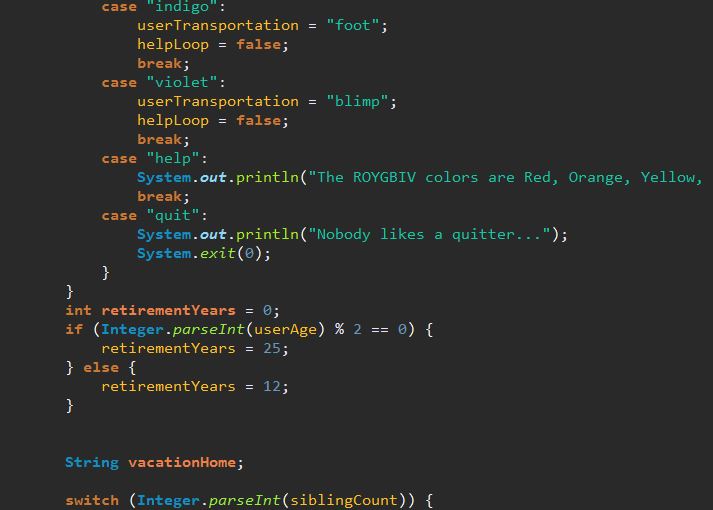 case "indigo":
userTransportation = "foot";
helpLoop = false;
break;
case "violet":
userTransportation = "blimp";
helpLoop = false;
break;
case "help":
System.out.println("The ROYGBIV colors are Red, Orange, Yellow,
break;
case "quit":
System.out.println("Nobody likes a quitter...");
System.exit(0);
}
}
int retirementYears = 0;
if (Integer.parseInt(userAge) % 2 == 0) {
retirementYears = 25;
} else {
retirementYears = 12;
}
String vacationHome;
switch (Integer.parseInt(siblingCount)) {